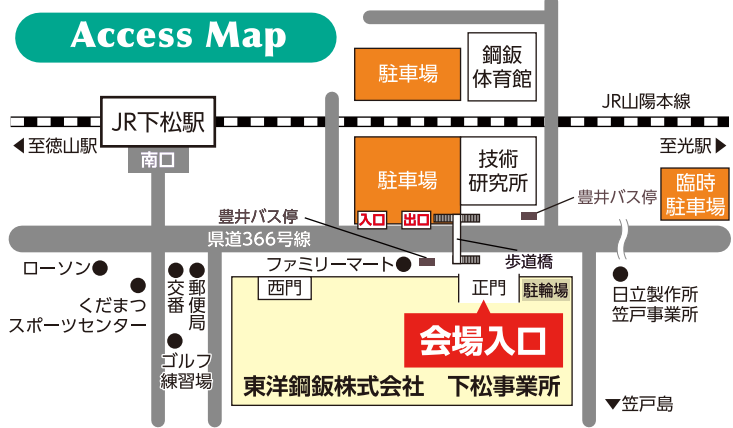 Access Map
駐車場
鋼鈑
体育館
JR山陽本線
JR下松駅
至徳山駅
至光駅
南口
駐車場
技術
研究所
臨時
駐車場
入口
出口
豊井バス停
豊井バス停
県道366号線
歩道橋
ローソン
ファミリーマート
くだまつ
スポーツセンター
交番
郵便局
西門
正門
駐輪場
日立製作所
笠戸事業所
会場入口
ゴルフ
練習場
東洋鋼鈑株式会社 下松事業所
笠戸島